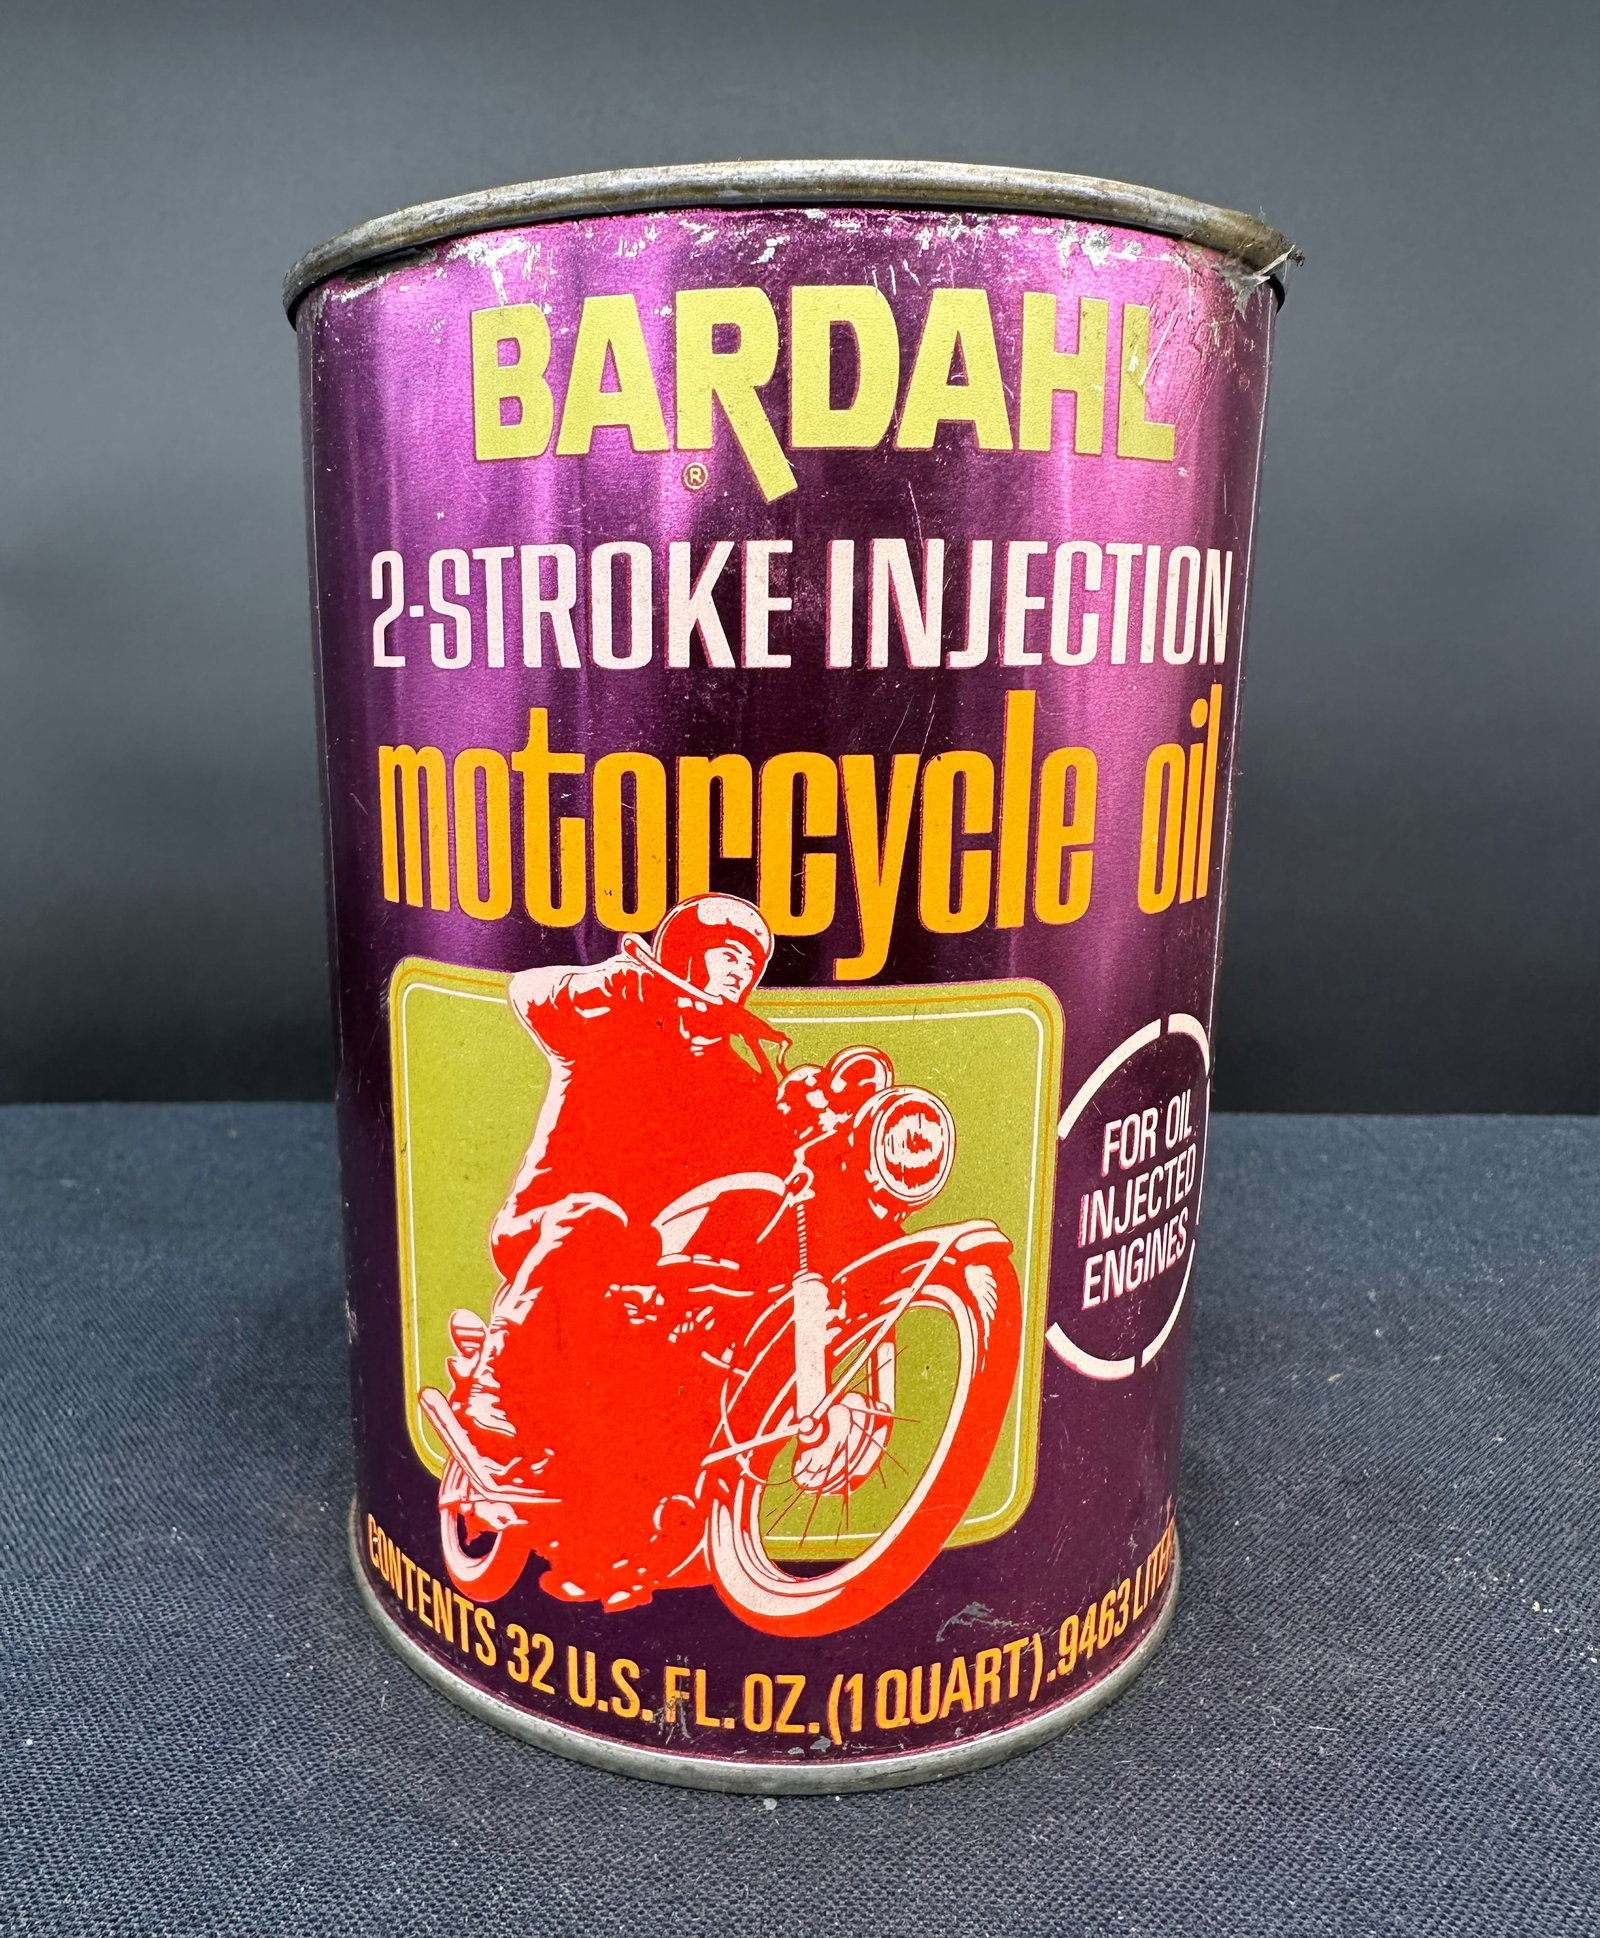 BARDAHL
®
2-STROKE INJECTION
motorcycle oil
FOR OIL
INJECTED
ENGINES
CONTENTS 32 U.S. FL. OZ. (1 QUART) .9463 LITER